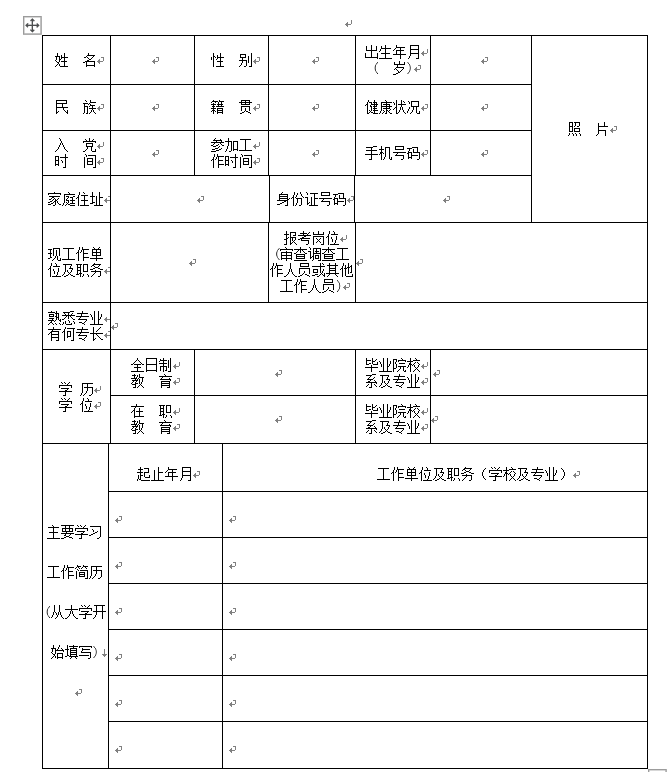 姓 名
性 别
出生年月
（ 岁）
民 族
籍 贯
健康状况
照 片
入 党
时 间
参加工
作时间
手机号码
家庭住址
身份证号码
现工作单
位及职务
报考岗位
(审查调查工
作人员或其他
工作人员)
熟悉专业
有何专长
学 历
学 位
全日制
教 育
毕业院校
系及专业
在 职
教 育
毕业院校
系及专业
起止年月
工作单位及职务（学校及专业）
主要学习
工作简历
(从大学开
始填写)